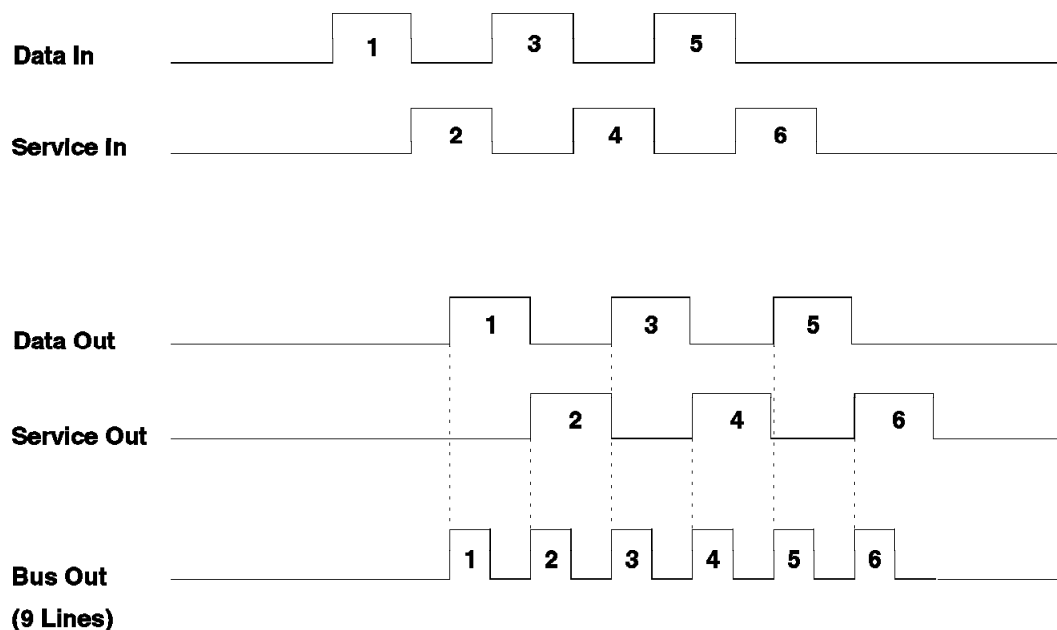 Data In
1 3 5
Service In
2 4 6
Data Out
1 3 5
Service Out
2 4 6
Bus Out
(9 Lines)
1 2 3 4 5 6